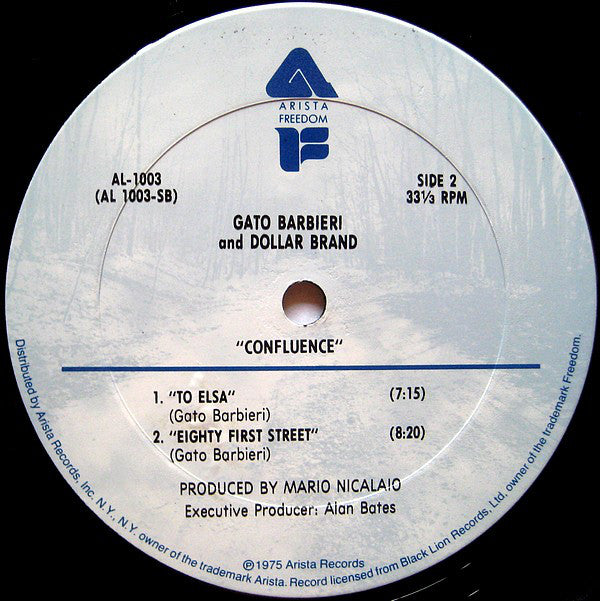 ARISTA
FREEDOM
AL-1003
(AL 1003-SB)
SIDE 2
33⅓ RPM
GATO BARBIERI
and DOLLAR BRAND
"CONFLUENCE"
1. "TO ELSA" (7:15)
(Gato Barbieri)
2. "EIGHTY FIRST STREET" (8:20)
(Gato Barbieri)
PRODUCED BY MARIO NICALAIO
Executive Producer: Alan Bates
℗1975 Arista Records
Distributed by Arista Records, Inc. N.Y., N.Y. owner of the trademark Arista. Record licensed from Black Lion Records, Ltd. owner of the trademark Freedom.